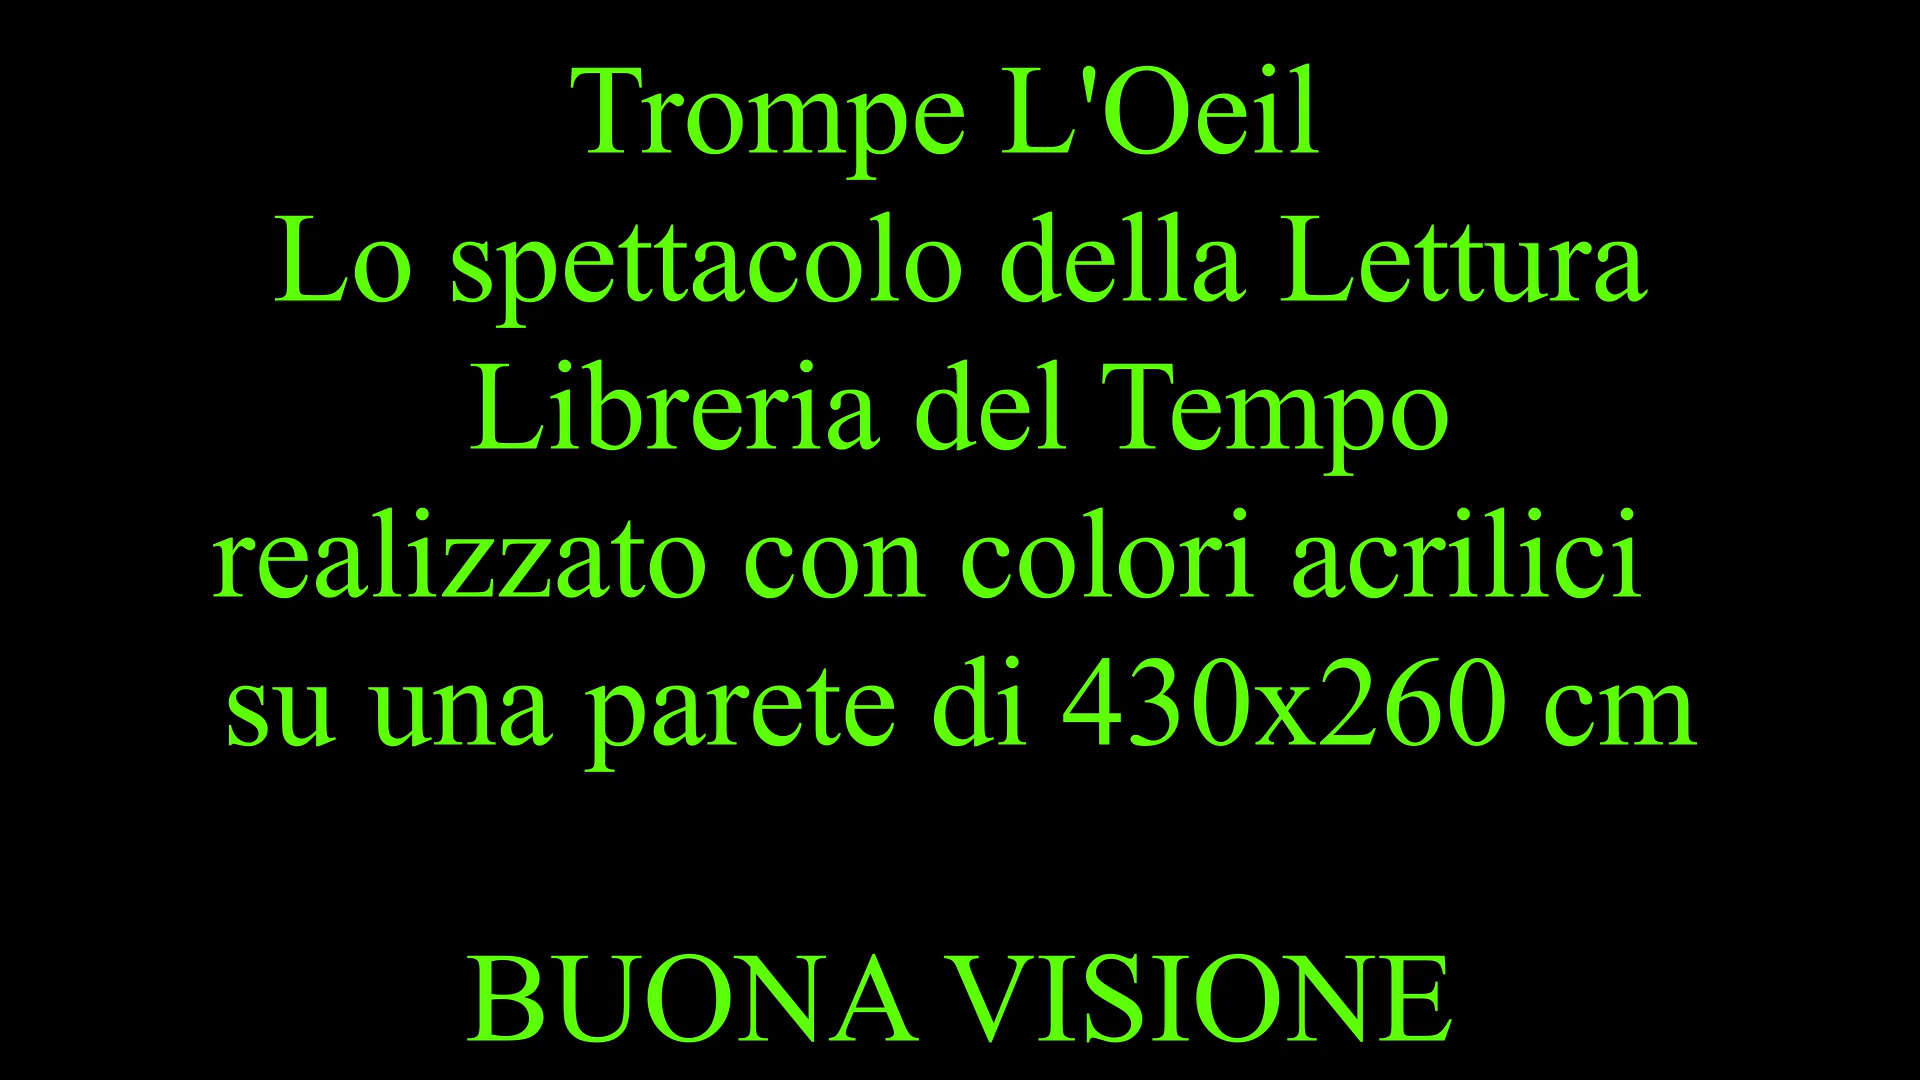 Trompe L'Oeil
Lo spettacolo della Lettura
Libreria del Tempo
realizzato con colori acrilici
su una parete di 430x260 cm
BUONA VISIONE